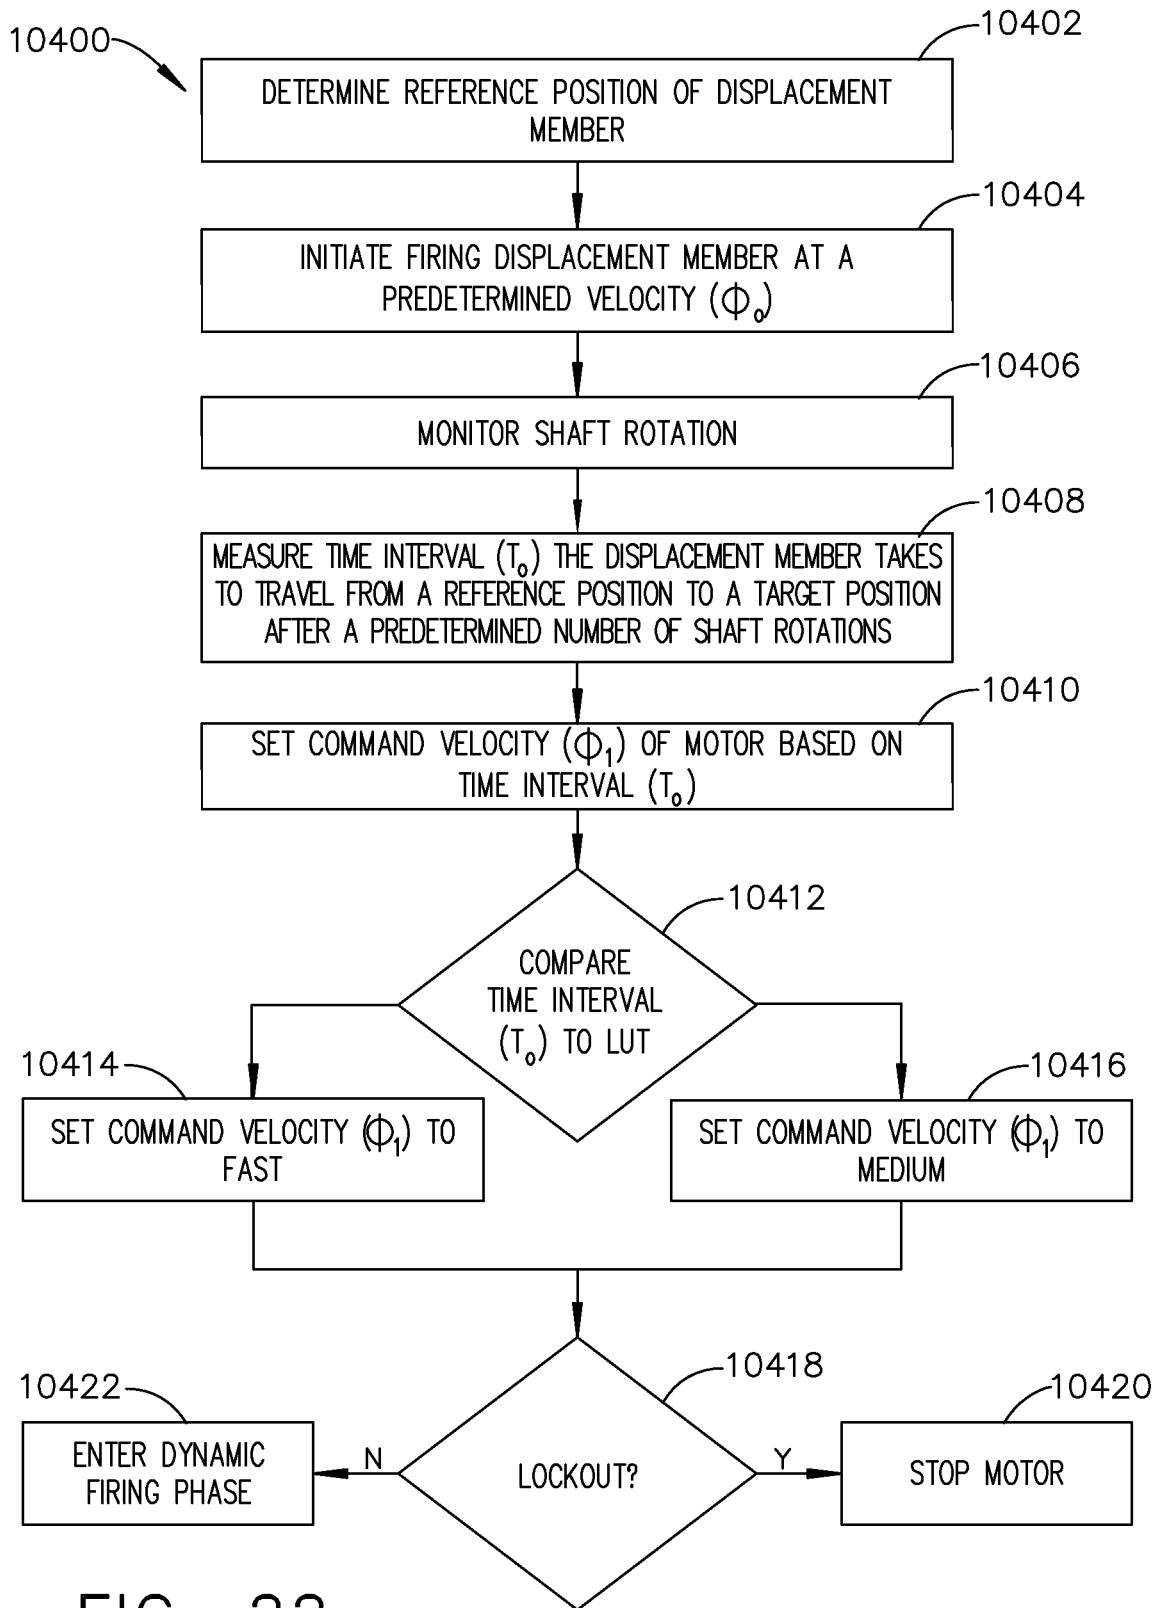 10400
10402
DETERMINE REFERENCE POSITION OF DISPLACEMENT
MEMBER
10404
INITIATE FIRING DISPLACEMENT MEMBER AT A
PREDETERMINED VELOCITY (Φ₀)
10406
MONITOR SHAFT ROTATION
10408
MEASURE TIME INTERVAL (T₀) THE DISPLACEMENT MEMBER TAKES
TO TRAVEL FROM A REFERENCE POSITION TO A TARGET POSITION
AFTER A PREDETERMINED NUMBER OF SHAFT ROTATIONS
10410
SET COMMAND VELOCITY (Φ₁) OF MOTOR BASED ON
TIME INTERVAL (T₀)
10412
COMPARE
TIME INTERVAL
(T₀) TO LUT
10414
SET COMMAND VELOCITY (Φ₁) TO
FAST
10416
SET COMMAND VELOCITY (Φ₁) TO
MEDIUM
10418
LOCKOUT?
N
Y
10422
ENTER DYNAMIC
FIRING PHASE
10420
STOP MOTOR